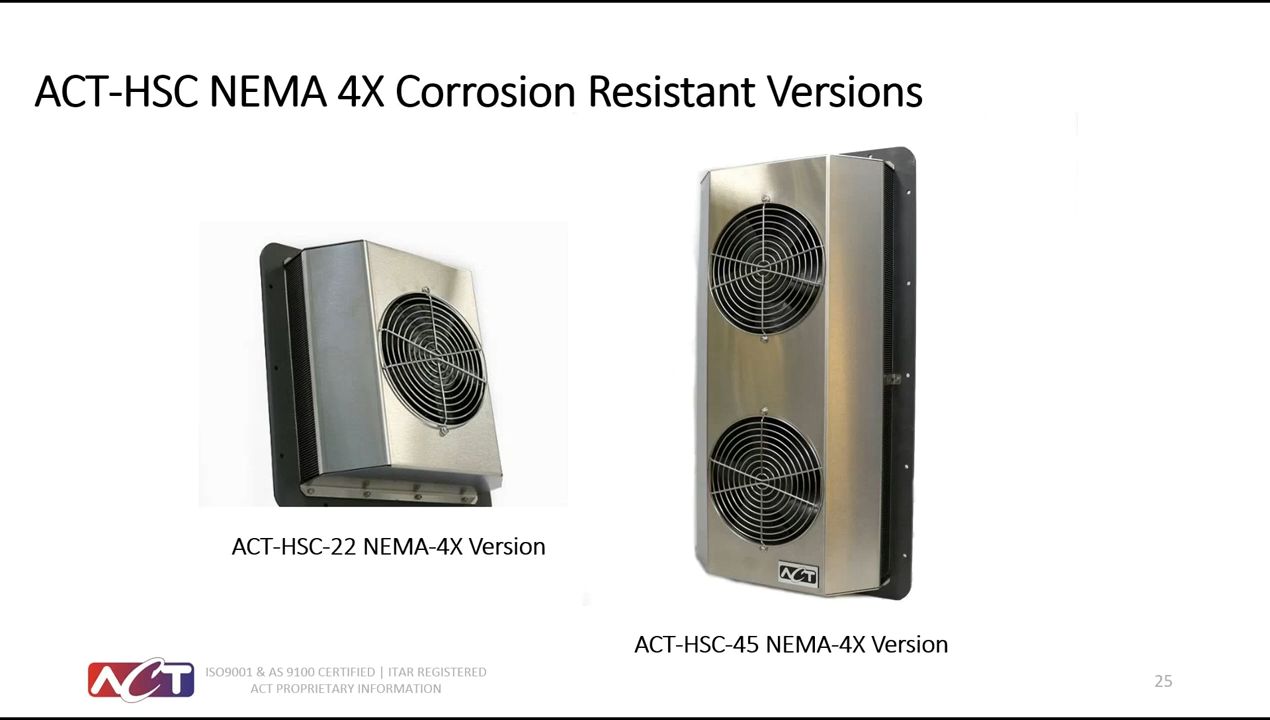 ACT-HSC NEMA 4X Corrosion Resistant Versions
ACT-HSC-22 NEMA-4X Version
ACT
ACT-HSC-45 NEMA-4X Version
ACT
ISO9001 & AS 9100 CERTIFIED | ITAR REGISTERED
ACT PROPRIETARY INFORMATION
25